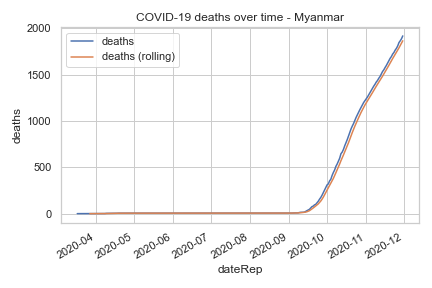 COVID-19 deaths over time - Myanmar
2000
1500
1000
500
0
deaths
deaths
deaths (rolling)
2020-04
2020-05
2020-06
2020-07
2020-08
2020-09
2020-10
2020-11
2020-12
dateRep